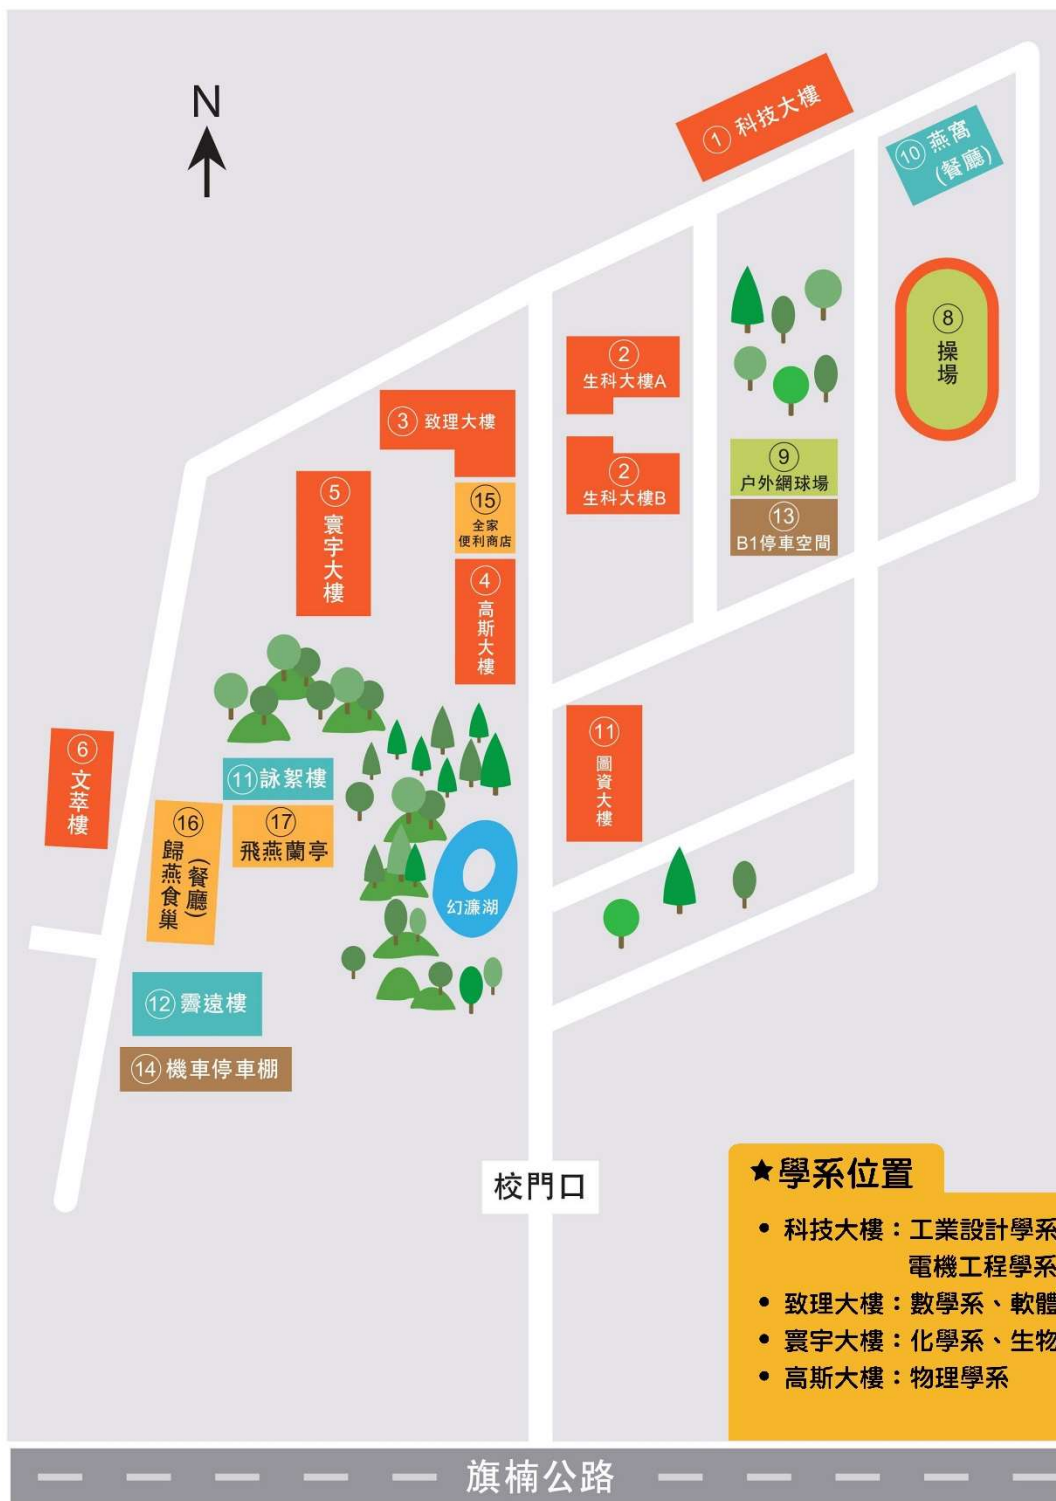 N
①科技大樓
⑩燕窩
(餐廳)
⑧
操場
②
生科大樓A
③致理大樓
②
生科大樓B
⑨
户外網球場
⑬
B1停車空間
⑤
寰宇大樓
⑮
全家
便利商店
④
高斯大樓
⑥
文萃樓
⑪
圖資大樓
⑪詠絮樓
⑯
歸燕食巢
(餐廳)
⑰
飛燕蘭亭
幻濂湖
⑫霽遠樓
⑭機車停車棚
校門口
★學系位置
• 科技大樓：工業設計學系
電機工程學系
• 致理大樓：數學系、軟體
• 寰宇大樓：化學系、生物
• 高斯大樓：物理學系
旗楠公路